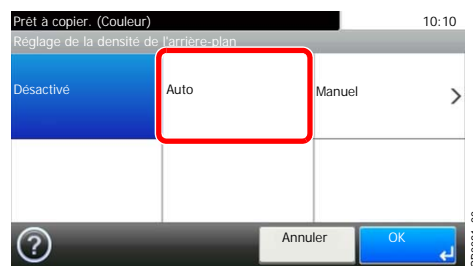 Prêt à copier. (Couleur)
10:10
Réglage de la densité de l'arrière-plan
Désactivé
Auto
Manuel
?
Annuler
OK